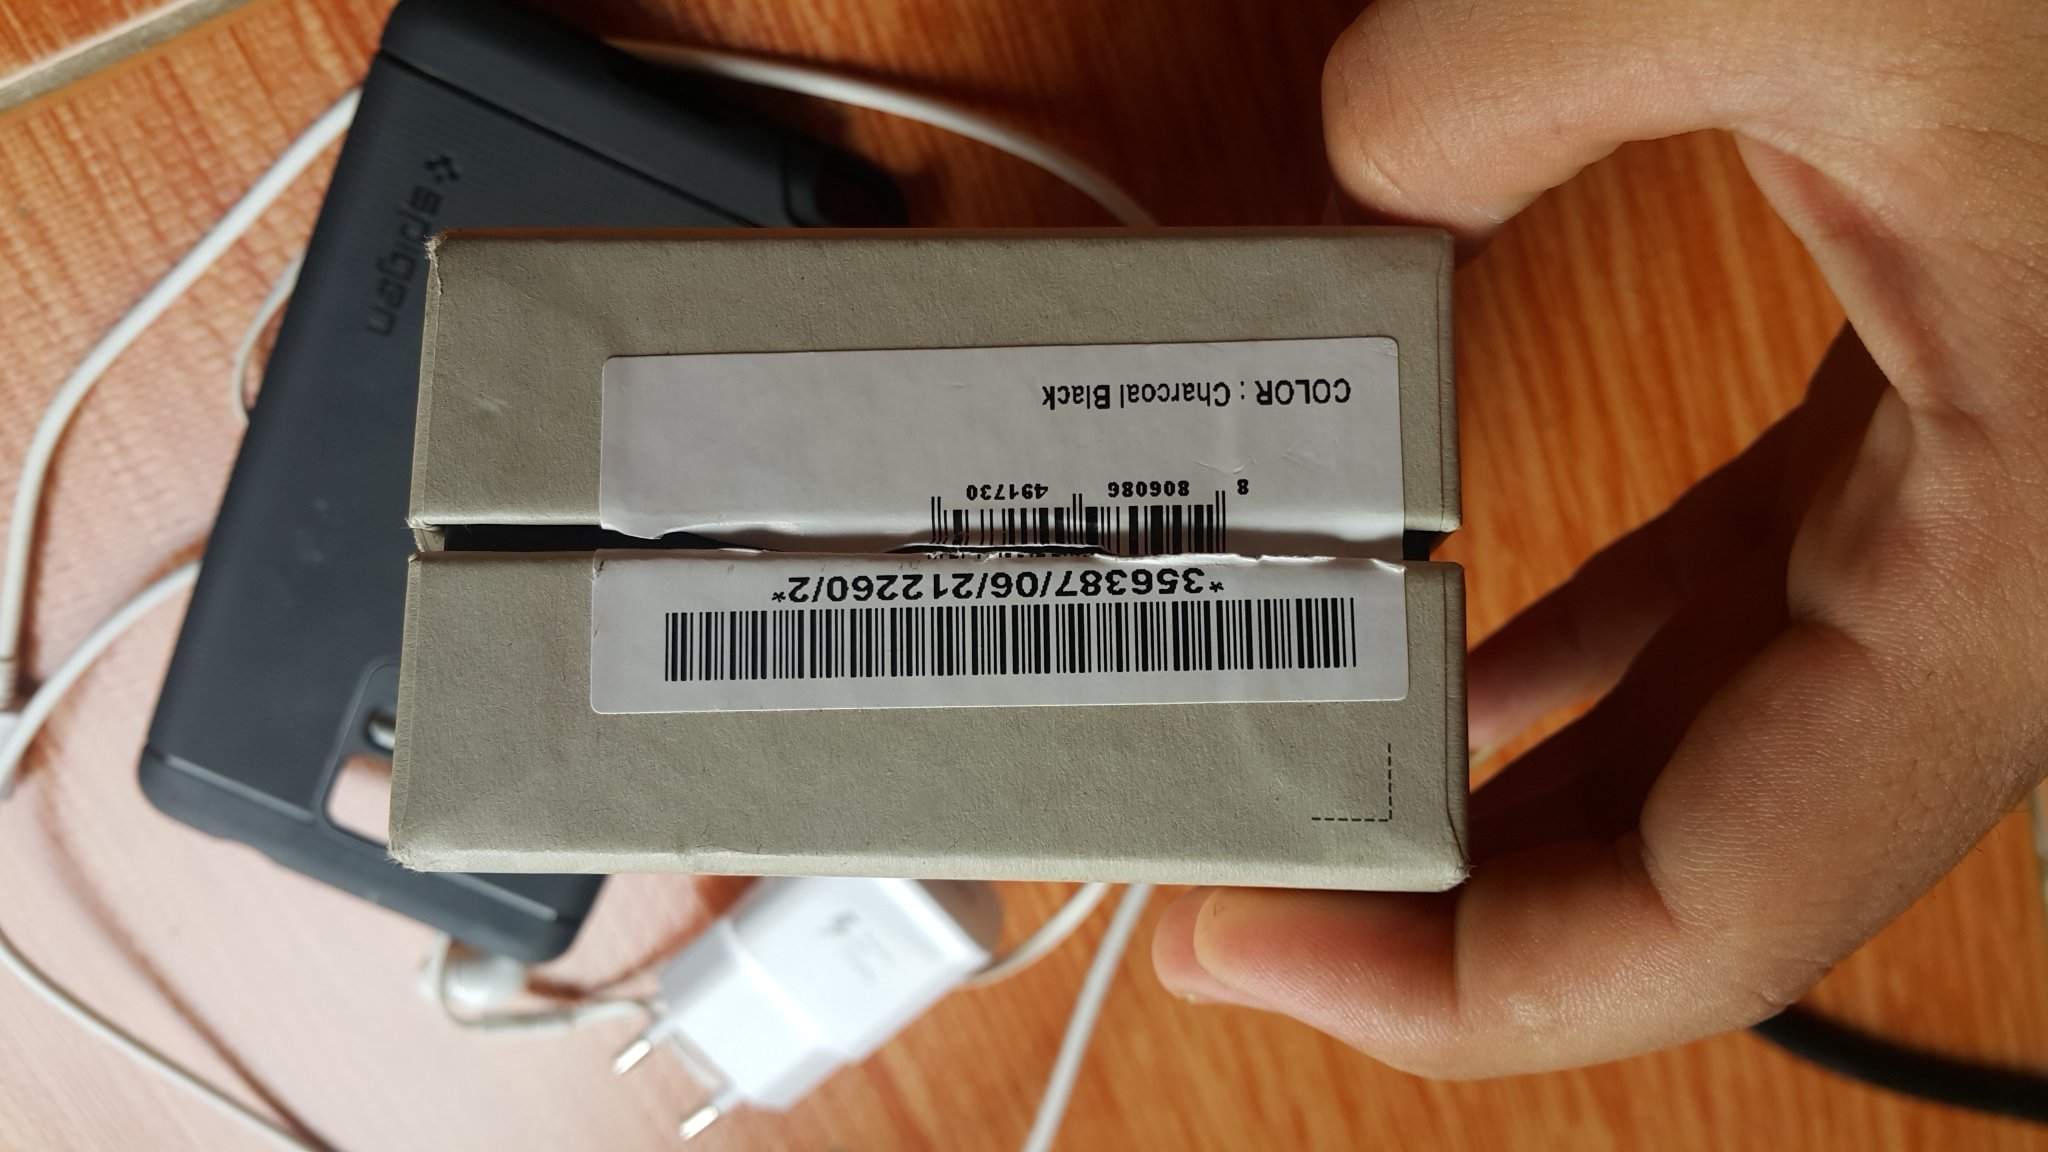 *356387/06/212260/2*
8 806086 491730
COLOR : Charcoal Black
spigen